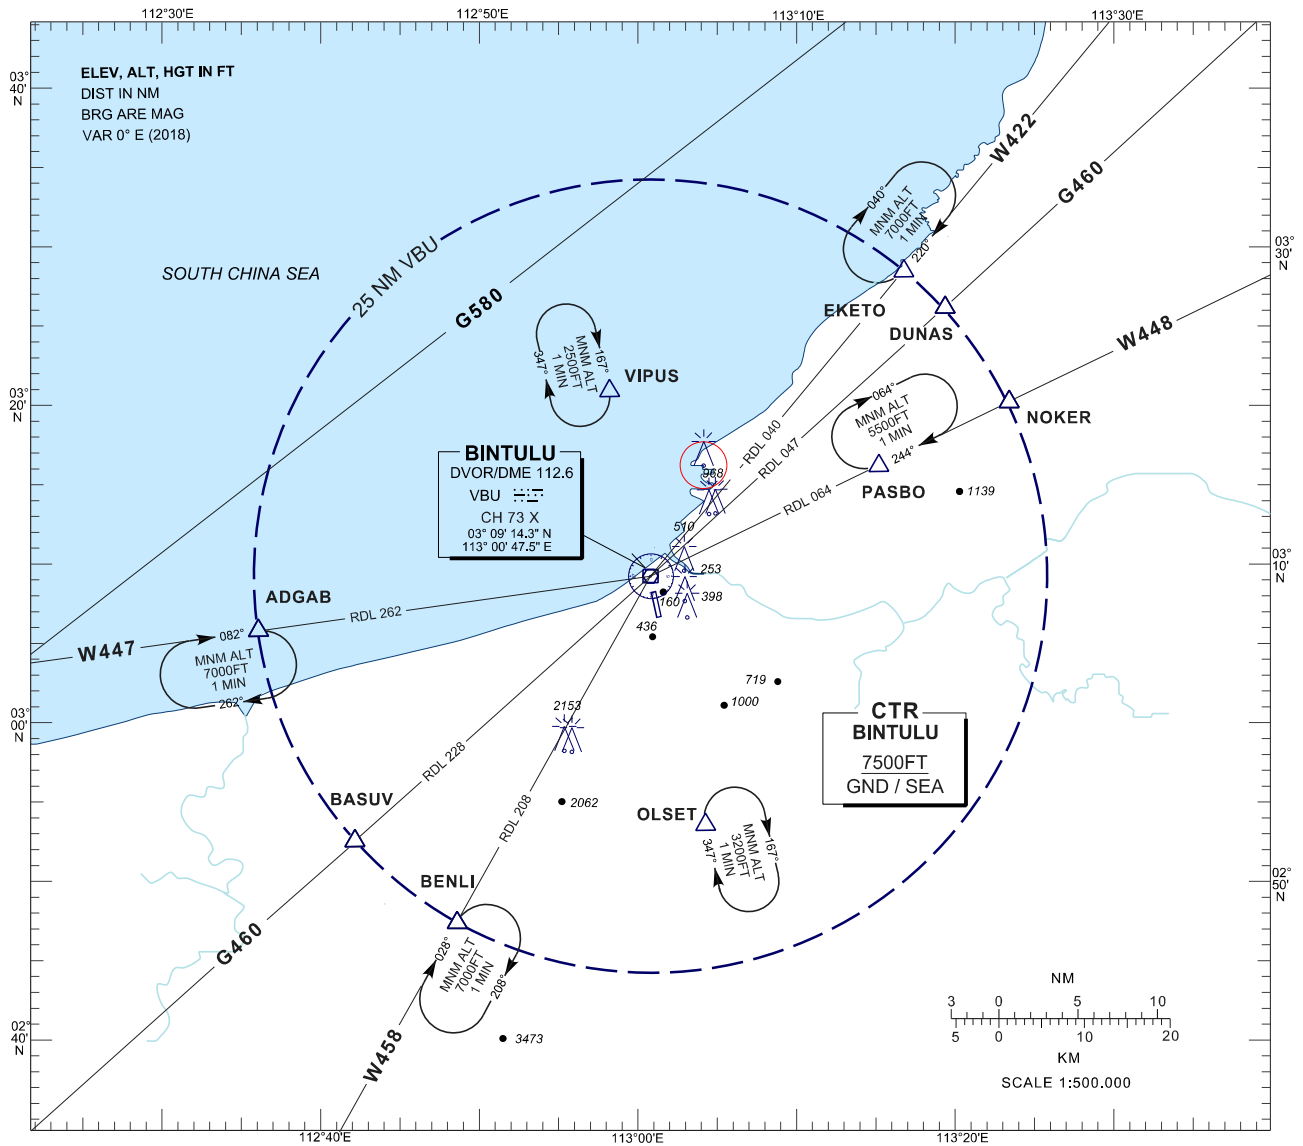 112°30'E
112°50'E
113°10'E
113°30'E
03°
40'
N
ELEV, ALT, HGT IN FT
DIST IN NM
BRG ARE MAG
VAR 0° E (2018)
W422
G460
040°
MNM ALT
7000FT
1 MIN
220°
03°
30'
N
25 NM VBU
SOUTH CHINA SEA
G580
EKETO
DUNAS
W448
347°
MNM ALT
2500FT
1 MIN
167°
VIPUS
03°
20'
N
064°
MNM ALT
5500FT
1 MIN
244°
NOKER
PASBO
1139
BINTULU
DVOR/DME 112.6
VBU
CH 73 X
03° 09' 14.3" N
113° 00' 47.5" E
RDL 040
RDL 047
RDL 064
968
510
253
398
160
436
03°
10'
N
ADGAB
RDL 262
W447
082°
MNM ALT
7000FT
1 MIN
262°
719
1000
2153
03°
00'
N
CTR
BINTULU
7500FT
GND / SEA
RDL 228
RDL 208
BASUV
2062
OLSET
347°
MNM ALT
3200FT
1 MIN
167°
BENLI
02°
50'
N
G460
028°
MNM ALT
7000FT
1 MIN
208°
W458
3473
02°
40'
N
NM
3 0 5 10
5 0 10 20
KM
SCALE 1:500.000
112°40'E
113°00'E
113°20'E
03°
30'
N
03°
10'
N
02°
50'
N